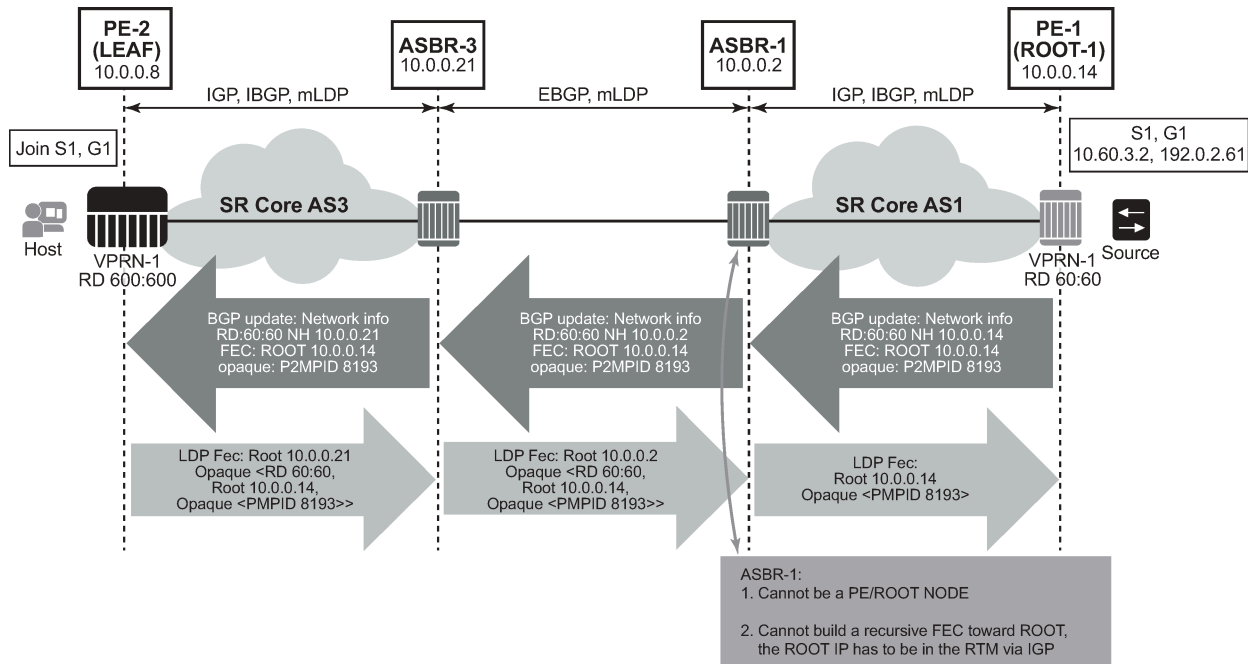 PE-2
(LEAF)
10.0.0.8
ASBR-3
10.0.0.21
ASBR-1
10.0.0.2
PE-1
(ROOT-1)
10.0.0.14
IGP, IBGP, mLDP
EBGP, mLDP
IGP, IBGP, mLDP
Join S1, G1
S1, G1
10.60.3.2, 192.0.2.61
Host
SR Core AS3
SR Core AS1
Source
VPRN-1
RD 600:600
VPRN-1
RD 60:60
BGP update: Network info
RD:60:60 NH 10.0.0.21
FEC: ROOT 10.0.0.14
opaque: P2MPID 8193
BGP update: Network info
RD:60:60 NH 10.0.0.2
FEC: ROOT 10.0.0.14
opaque: P2MPID 8193
BGP update: Network info
RD:60:60 NH 10.0.0.14
FEC: ROOT 10.0.0.14
opaque: P2MPID 8193
LDP Fec: Root 10.0.0.21
Opaque <RD 60:60,
Root 10.0.0.14,
Opaque <PMPID 8193>>
LDP Fec: Root 10.0.0.2
Opaque <RD 60:60,
Root 10.0.0.14,
Opaque <PMPID 8193>>
LDP Fec:
Root 10.0.0.14
Opaque <PMPID 8193>
ASBR-1:
1. Cannot be a PE/ROOT NODE
2. Cannot build a recursive FEC toward ROOT,
the ROOT IP has to be in the RTM via IGP